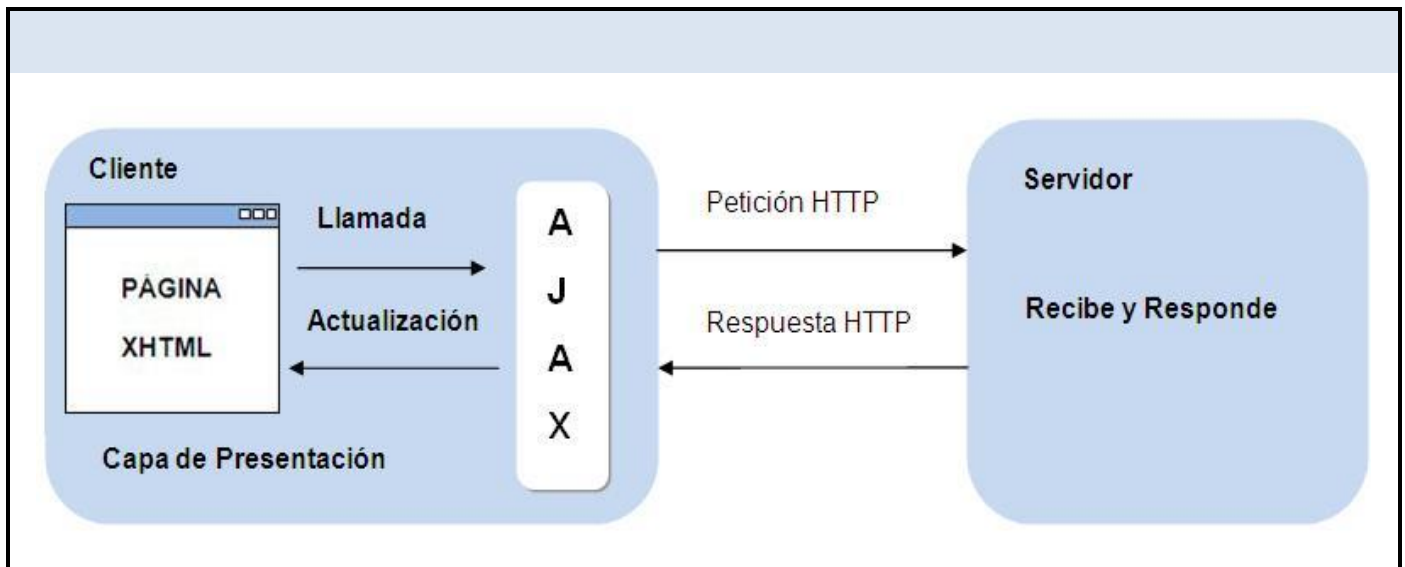 Cliente
PÁGINA
XHTML
Llamada
Actualización
Capa de Presentación
A
J
A
X
Petición HTTP
Respuesta HTTP
Servidor
Recibe y Responde